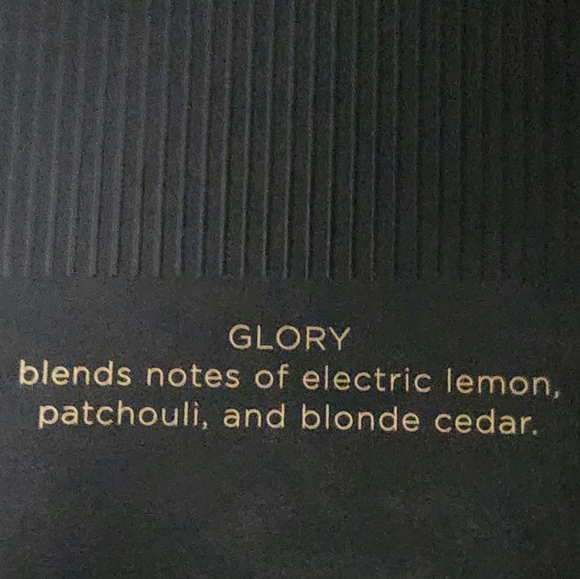 GLORY
blends notes of electric lemon,
patchouli, and blonde cedar.